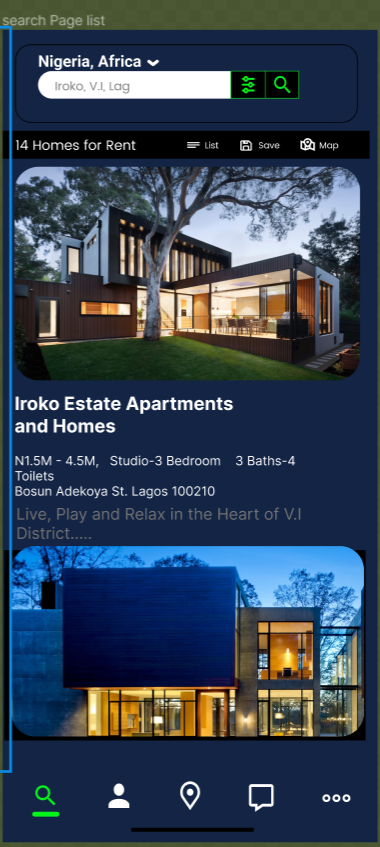 search Page list
Nigeria, Africa
Iroko, V.I, Lag
14 Homes for Rent
List
Save
Map
Iroko Estate Apartments
and Homes
N1.5M - 4.5M, Studio-3 Bedroom 3 Baths-4
Toilets
Bosun Adekoya St. Lagos 100210
Live, Play and Relax in the Heart of V.I
District.....